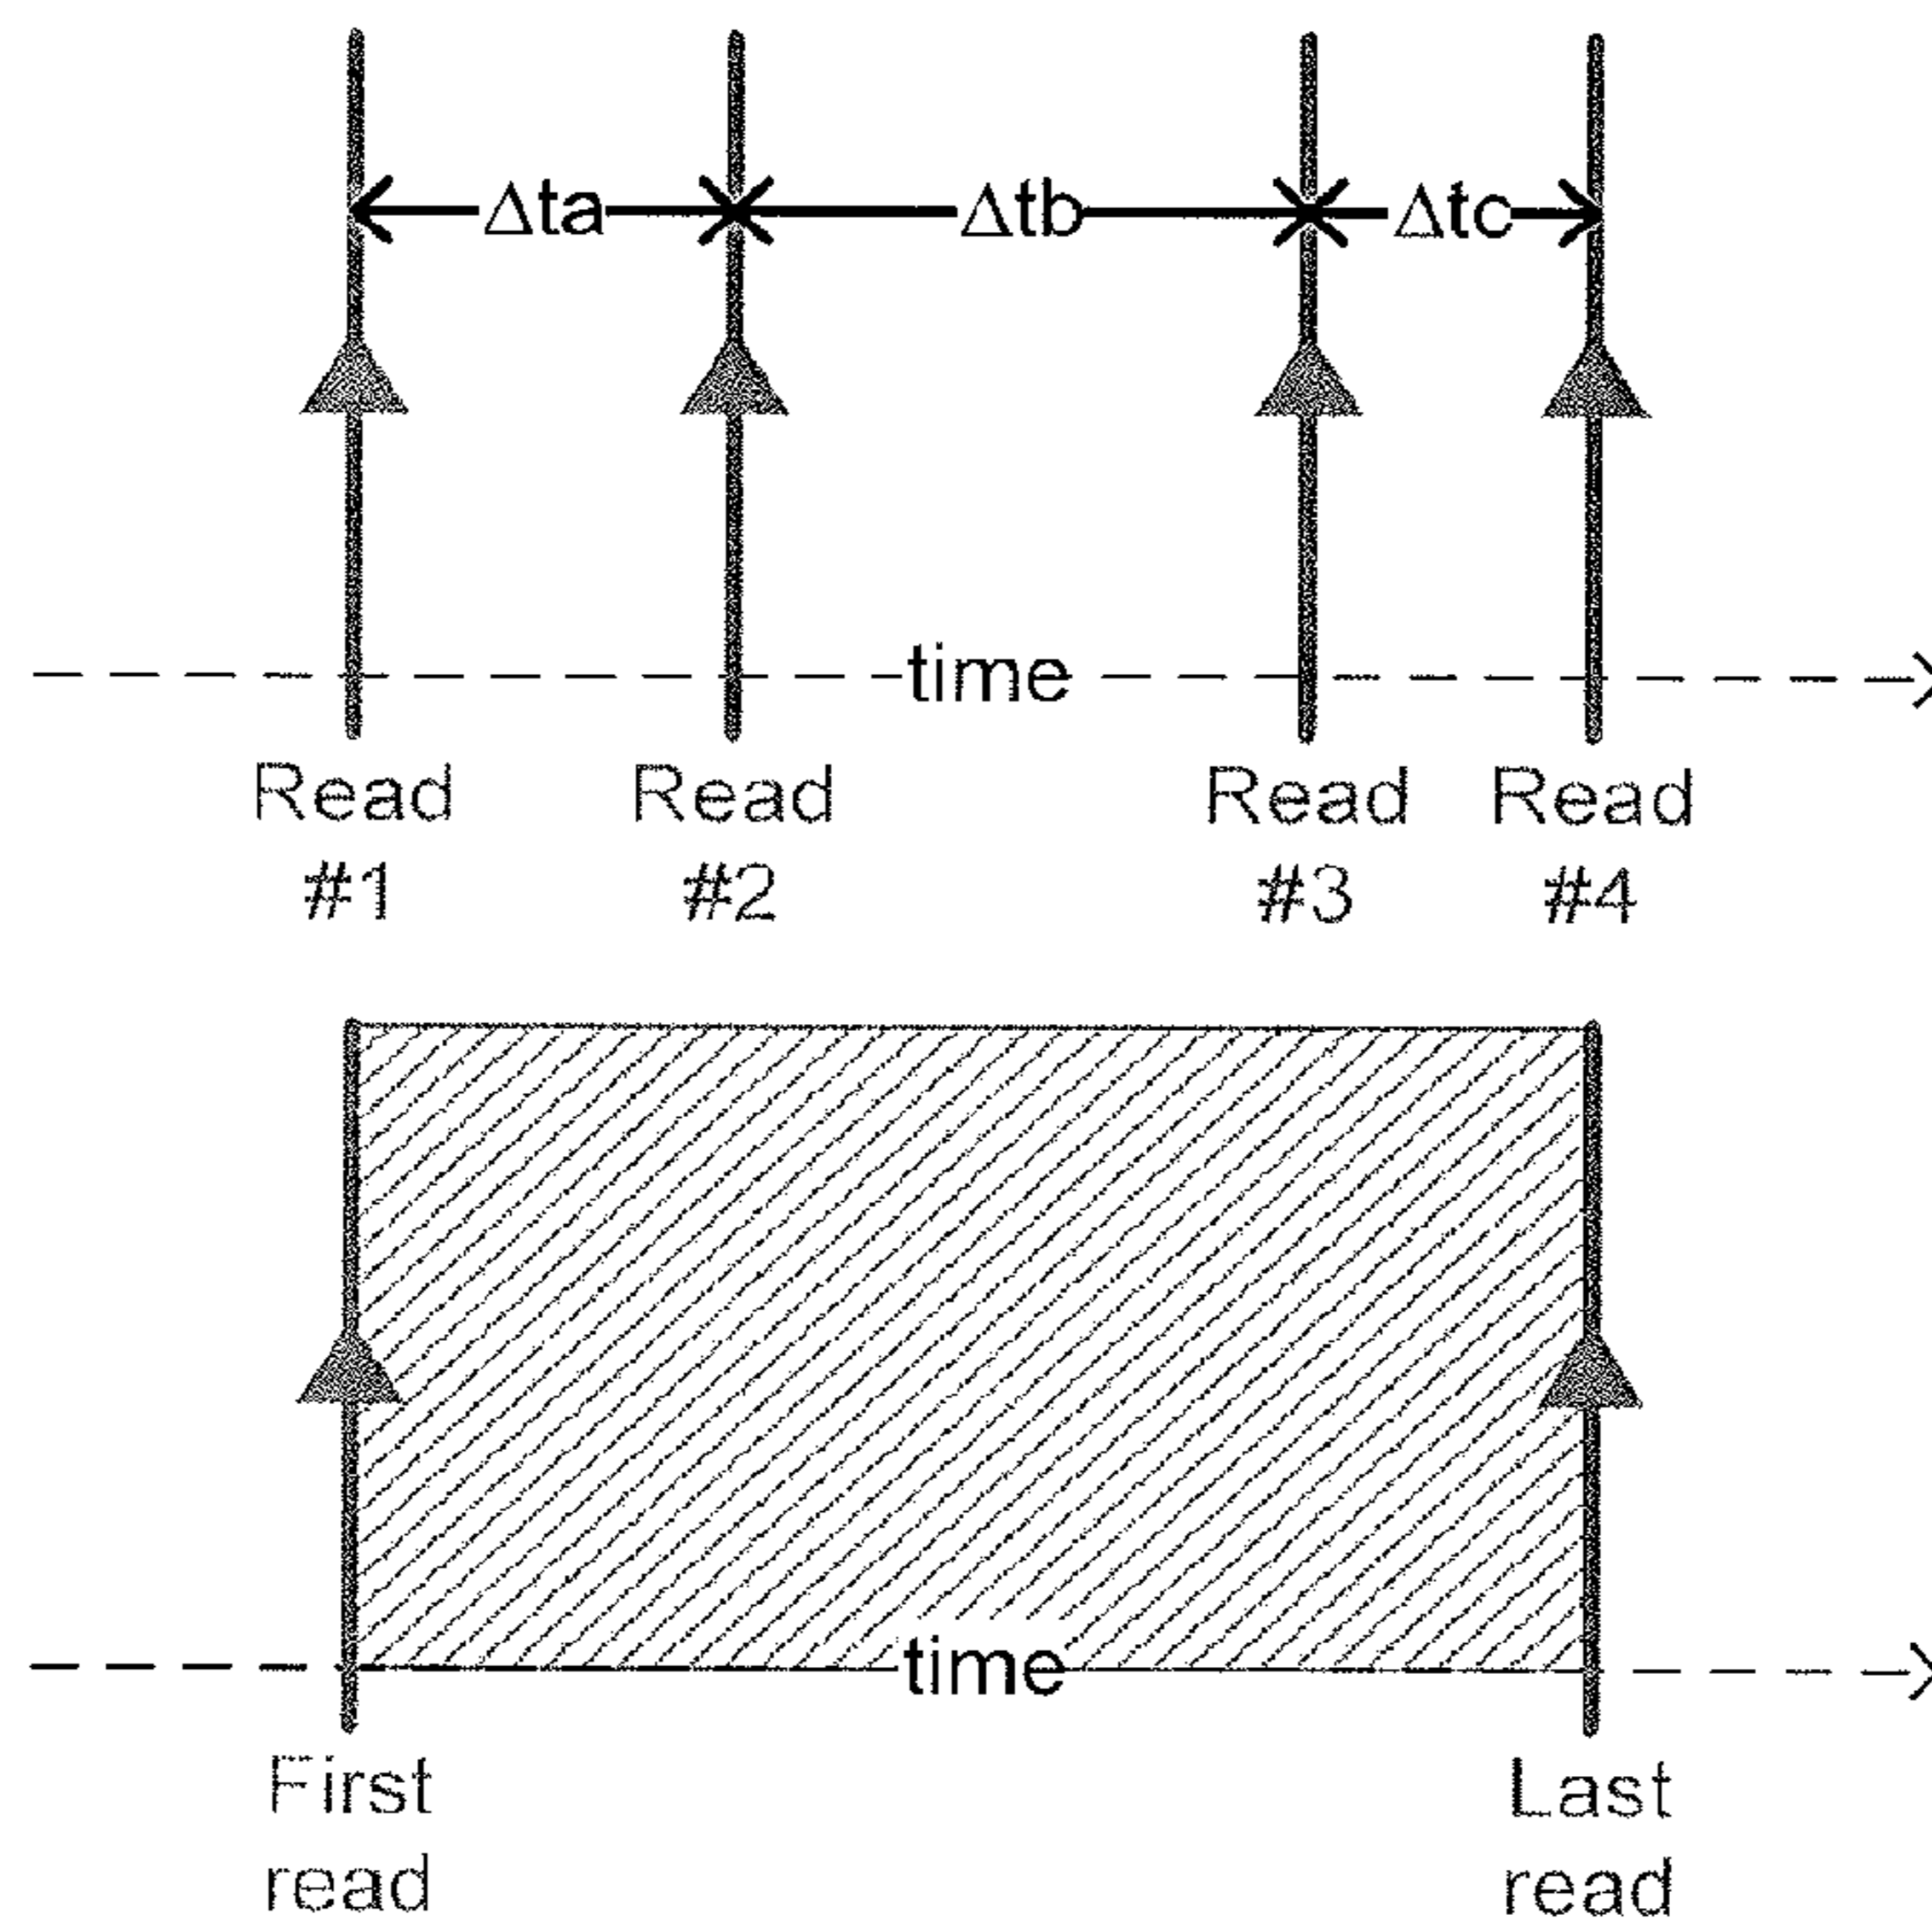 Δta Δtb Δtc
time
Read Read Read Read
#1 #2 #3 #4
time
First Last
read read